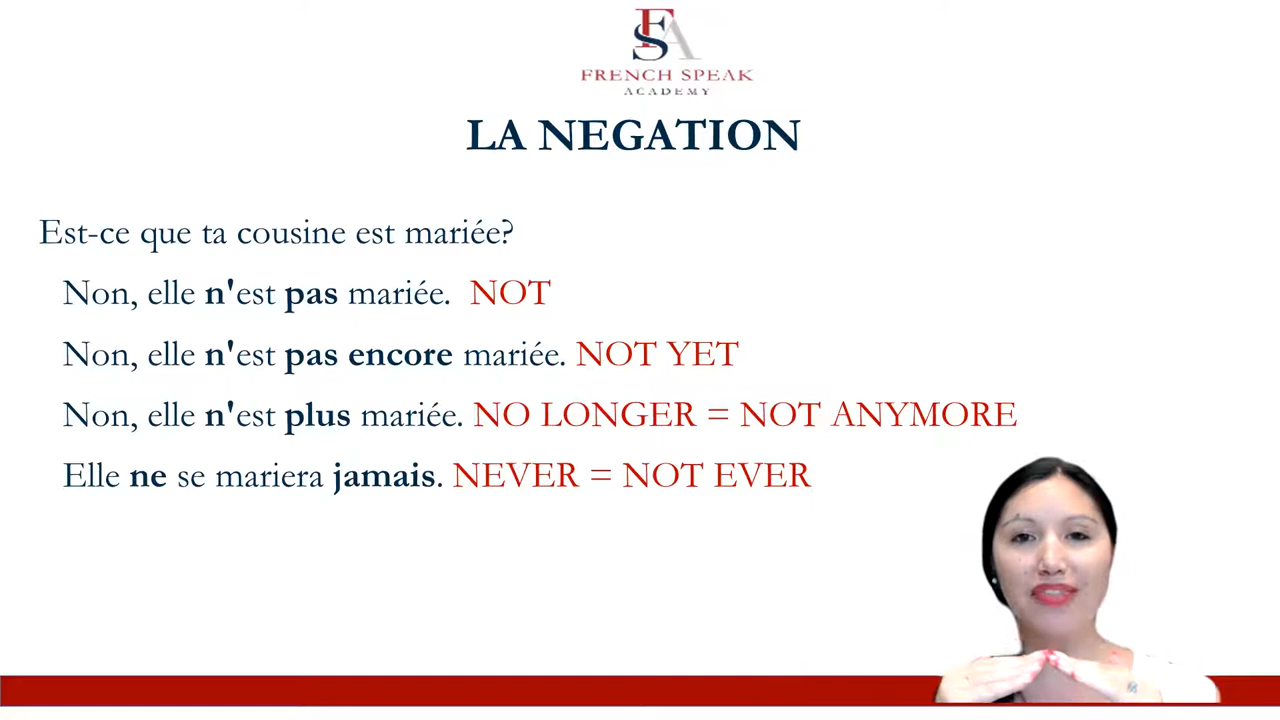 FSA
FRENCH SPEAK
ACADEMY
LA NEGATION
Est-ce que ta cousine est mariée?
Non, elle n'est pas mariée. NOT
Non, elle n'est pas encore mariée. NOT YET
Non, elle n'est plus mariée. NO LONGER = NOT ANYMORE
Elle ne se mariera jamais. NEVER = NOT EVER